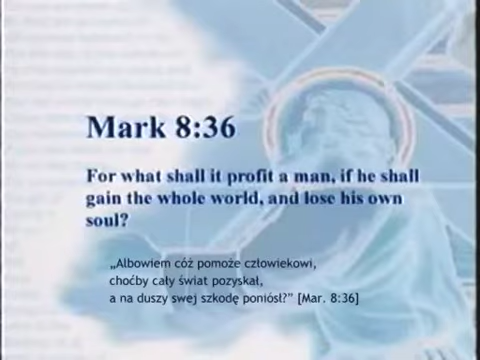 Mark 8:36
For what shall it profit a man, if he shall
gain the whole world, and lose his own
soul?
„Albowiem cóż pomoże człowiekowi,
choćby cały świat pozyskał,
a na duszy swej szkodę poniósł?” [Mar. 8:36]